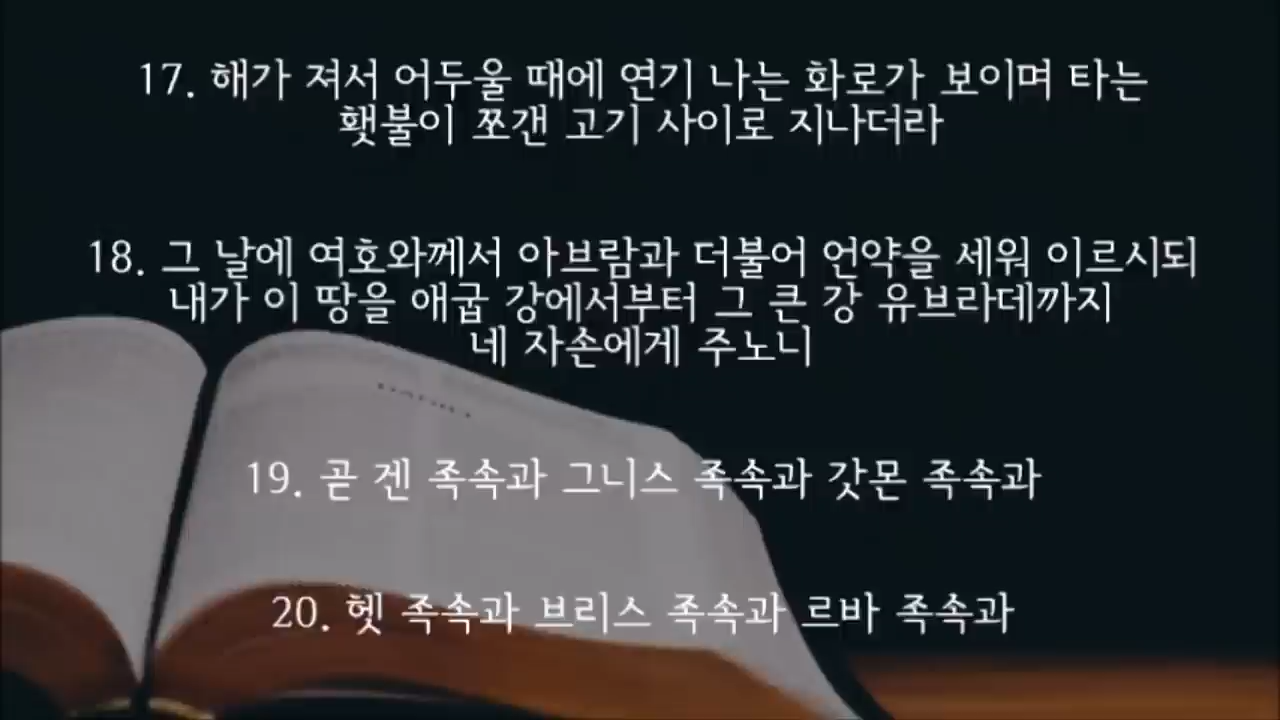 17. 해가 져서 어두울 때에 연기 나는 화로가 보이며 타는
횃불이 쪼갠 고기 사이로 지나더라
18. 그 날에 여호와께서 아브람과 더불어 언약을 세워 이르시되
내가 이 땅을 애굽 강에서부터 그 큰 강 유브라데까지
네 자손에게 주노니
19. 곧 겐 족속과 그니스 족속과 갓몬 족속과
20. 헷 족속과 브리스 족속과 르바 족속과